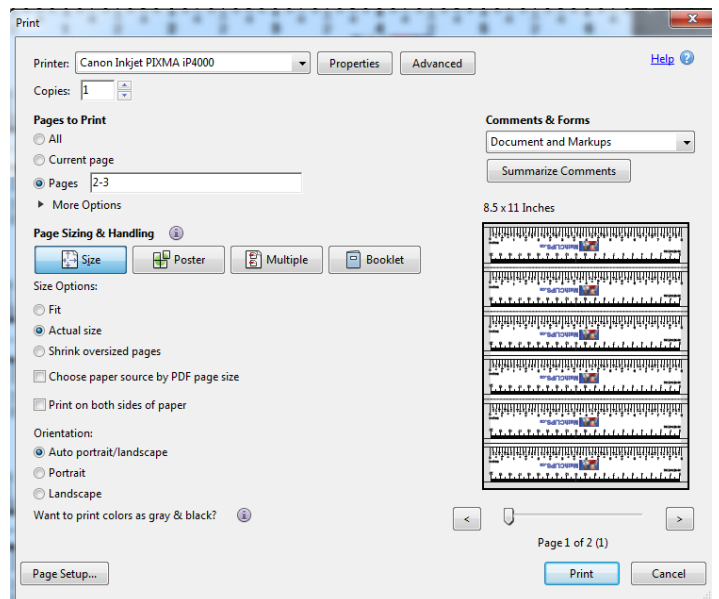 Print
Printer: Canon Inkjet PIXMA iP4000 Properties Advanced Help
Copies: 1
Pages to Print
All
Current page
Pages 2-3
More Options
Page Sizing & Handling
Size Poster Multiple Booklet
Size Options:
Fit
Actual size
Shrink oversized pages
Choose paper source by PDF page size
Print on both sides of paper
Orientation:
Auto portrait/landscape
Portrait
Landscape
Want to print colors as gray & black?
Comments & Forms
Document and Markups
Summarize Comments
8.5 x 11 Inches
< >
Page 1 of 2 (1)
Page Setup... Print Cancel